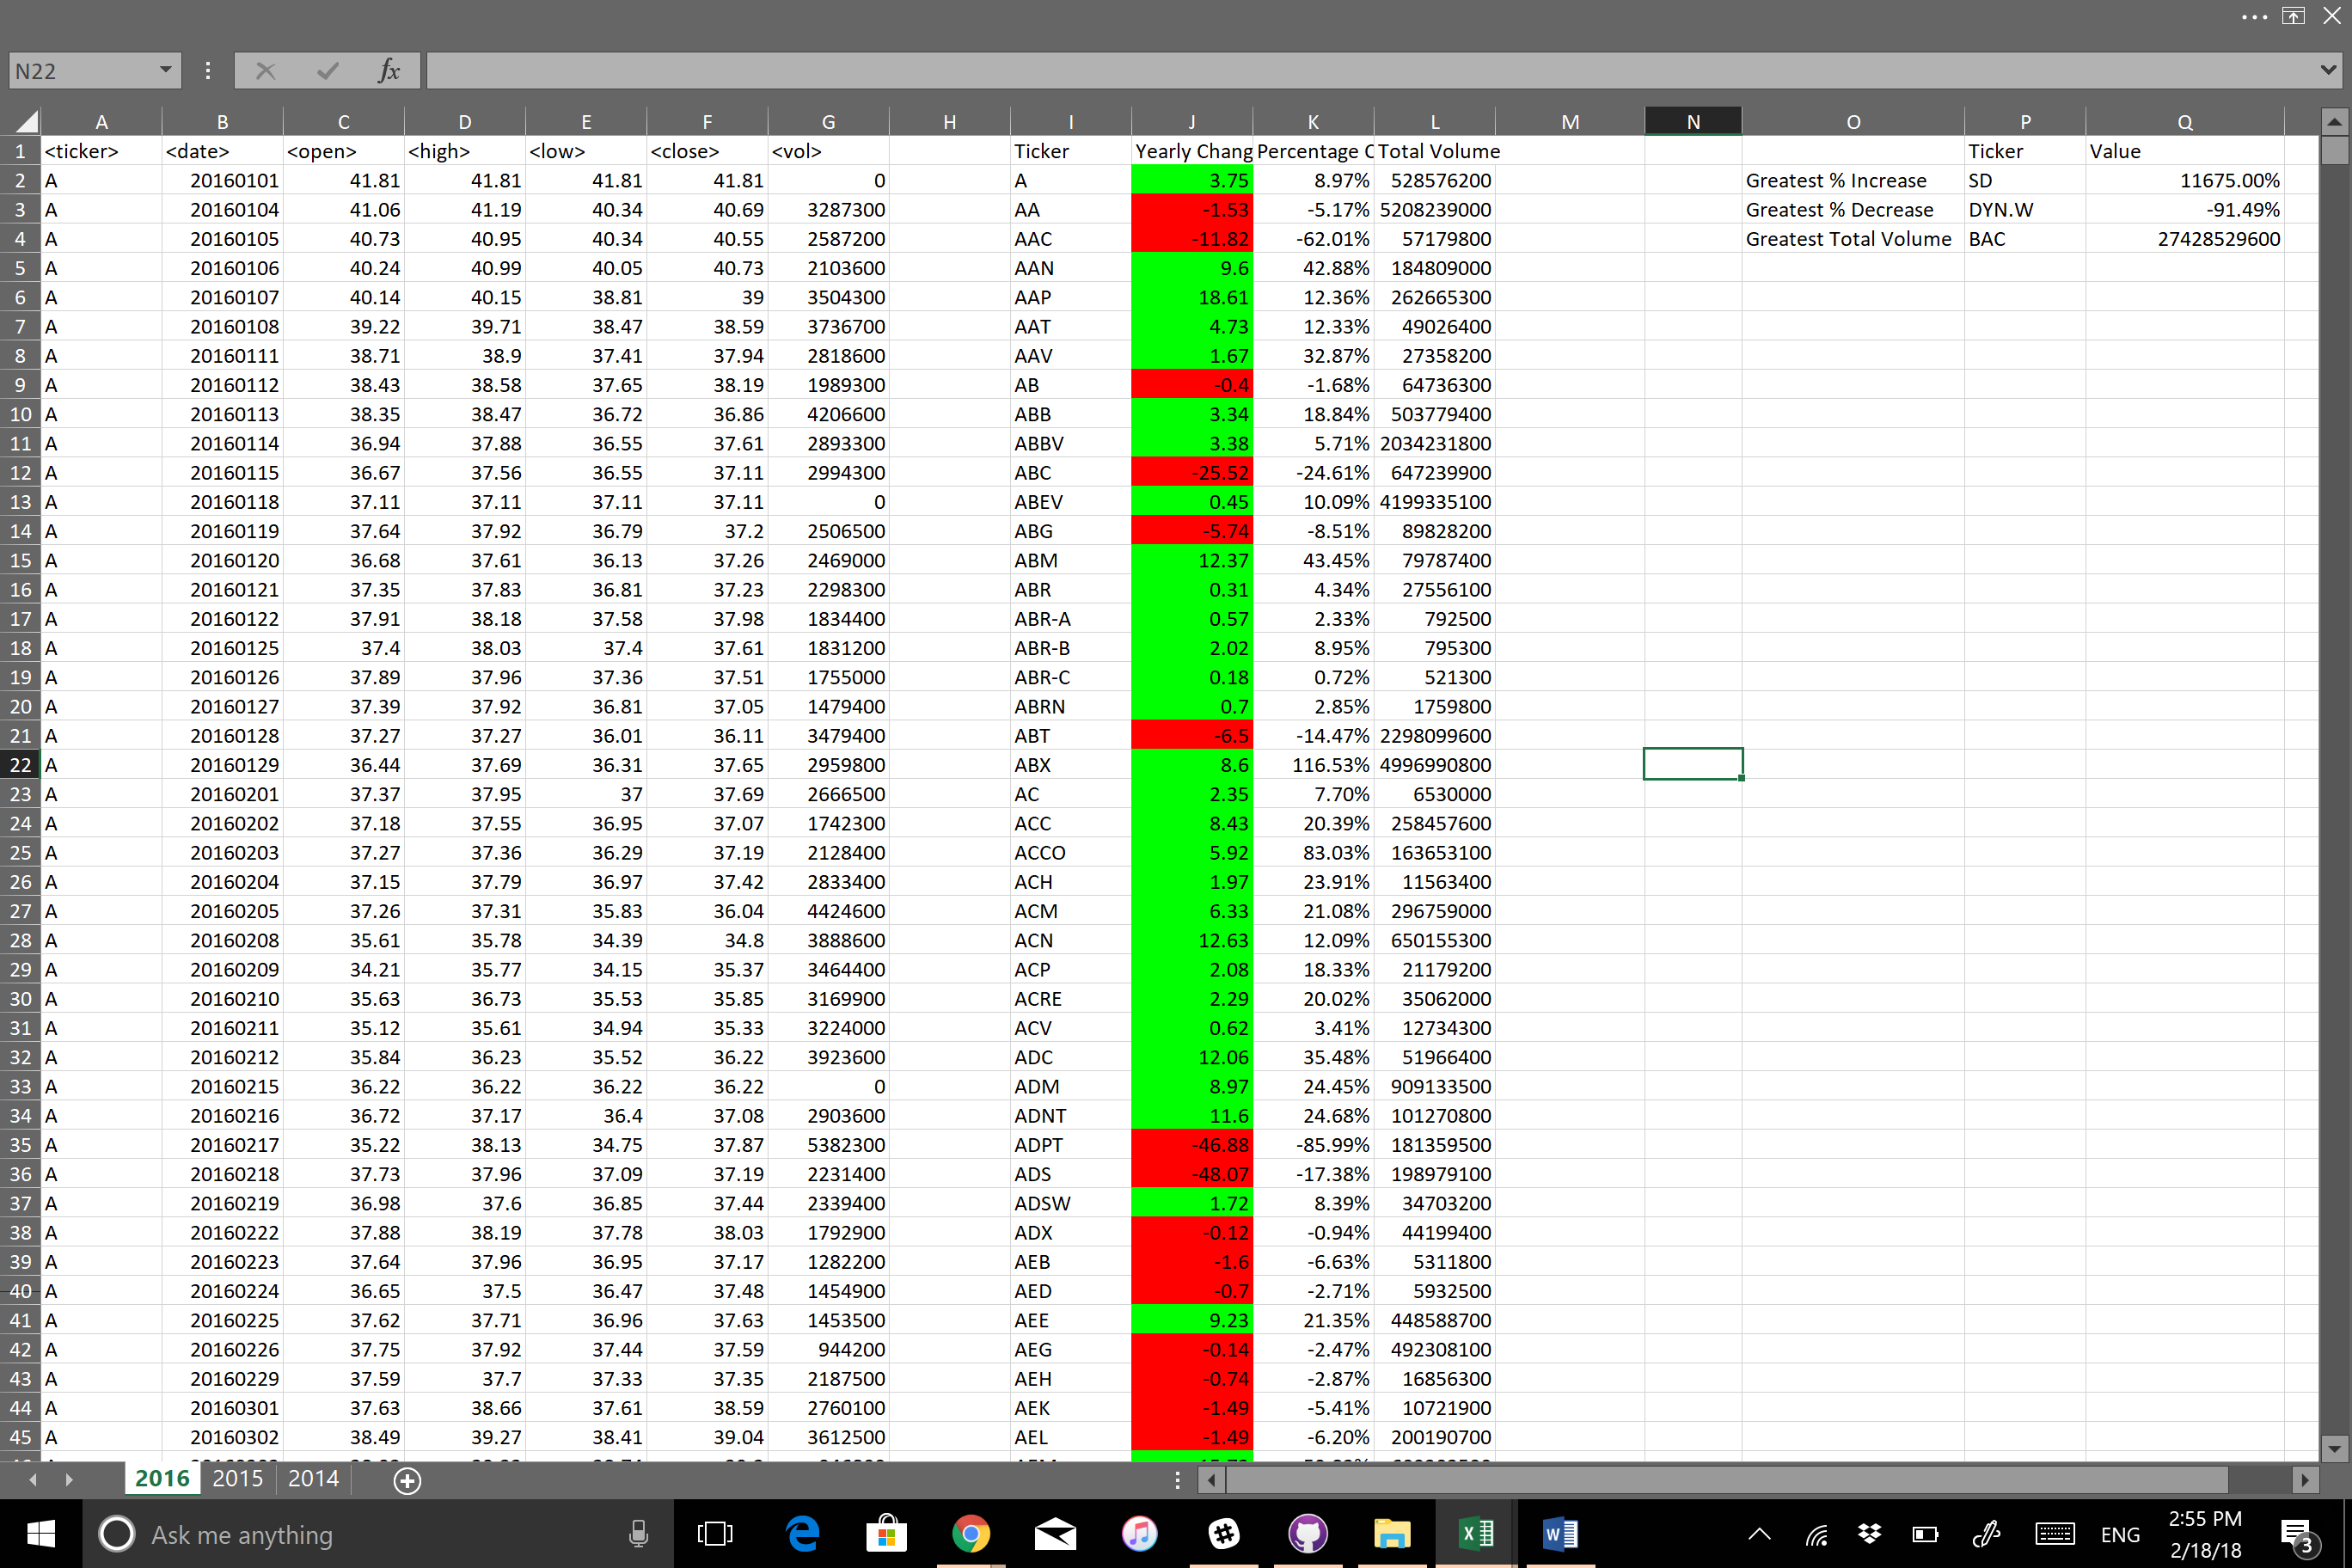 N22 fx
A B C D E F G H I J K L M N O P Q
1 <ticker> <date> <open> <high> <low> <close> <vol> Ticker Yearly Chang Percentage C Total Volume Ticker Value
2 A 20160101 41.81 41.81 41.81 41.81 0 A 3.75 8.97% 528576200 Greatest % Increase SD 11675.00%
3 A 20160104 41.06 41.19 40.34 40.69 3287300 AA -1.53 -5.17% 5208239000 Greatest % Decrease DYN.W -91.49%
4 A 20160105 40.73 40.95 40.34 40.55 2587200 AAC -11.82 -62.01% 57179800 Greatest Total Volume BAC 27428529600
5 A 20160106 40.24 40.99 40.05 40.73 2103600 AAN 9.6 42.88% 184809000
6 A 20160107 40.14 40.15 38.81 39 3504300 AAP 18.61 12.36% 262665300
7 A 20160108 39.22 39.71 38.47 38.59 3736700 AAT 4.73 12.33% 49026400
8 A 20160111 38.71 38.9 37.41 37.94 2818600 AAV 1.67 32.87% 27358200
9 A 20160112 38.43 38.58 37.65 38.19 1989300 AB -0.4 -1.68% 64736300
10 A 20160113 38.35 38.47 36.72 36.86 4206600 ABB 3.34 18.84% 503779400
11 A 20160114 36.94 37.88 36.55 37.61 2893300 ABBV 3.38 5.71% 2034231800
12 A 20160115 36.67 37.56 36.55 37.11 2994300 ABC -25.52 -24.61% 647239900
13 A 20160118 37.11 37.11 37.11 37.11 0 ABEV 0.45 10.09% 4199335100
14 A 20160119 37.64 37.92 36.79 37.2 2506500 ABG -5.74 -8.51% 89828200
15 A 20160120 36.68 37.61 36.13 37.26 2469000 ABM 12.37 43.45% 79787400
16 A 20160121 37.35 37.83 36.81 37.23 2298300 ABR 0.31 4.34% 27556100
17 A 20160122 37.91 38.18 37.58 37.98 1834400 ABR-A 0.57 2.33% 792500
18 A 20160125 37.4 38.03 37.4 37.61 1831200 ABR-B 2.02 8.95% 795300
19 A 20160126 37.89 37.96 37.36 37.51 1755000 ABR-C 0.18 0.72% 521300
20 A 20160127 37.39 37.92 36.81 37.05 1479400 ABRN 0.7 2.85% 1759800
21 A 20160128 37.27 37.27 36.01 36.11 3479400 ABT -6.5 -14.47% 2298099600
22 A 20160129 36.44 37.69 36.31 37.65 2959800 ABX 8.6 116.53% 4996990800
23 A 20160201 37.37 37.95 37 37.69 2666500 AC 2.35 7.70% 6530000
24 A 20160202 37.18 37.55 36.95 37.07 1742300 ACC 8.43 20.39% 258457600
25 A 20160203 37.27 37.36 36.29 37.19 2128400 ACCO 5.92 83.03% 163653100
26 A 20160204 37.15 37.79 36.97 37.42 2833400 ACH 1.97 23.91% 11563400
27 A 20160205 37.26 37.31 35.83 36.04 4424600 ACM 6.33 21.08% 296759000
28 A 20160208 35.61 35.78 34.39 34.8 3888600 ACN 12.63 12.09% 650155300
29 A 20160209 34.21 35.77 34.15 35.37 3464400 ACP 2.08 18.33% 21179200
30 A 20160210 35.63 36.73 35.53 35.85 3169900 ACRE 2.29 20.02% 35062000
31 A 20160211 35.12 35.61 34.94 35.33 3224000 ACV 0.62 3.41% 12734300
32 A 20160212 35.84 36.23 35.52 36.22 3923600 ADC 12.06 35.48% 51966400
33 A 20160215 36.22 36.22 36.22 36.22 0 ADM 8.97 24.45% 909133500
34 A 20160216 36.72 37.17 36.4 37.08 2903600 ADNT 11.6 24.68% 101270800
35 A 20160217 35.22 38.13 34.75 37.87 5382300 ADPT -46.88 -85.99% 181359500
36 A 20160218 37.73 37.96 37.09 37.19 2231400 ADS -48.07 -17.38% 198979100
37 A 20160219 36.98 37.6 36.85 37.44 2339400 ADSW 1.72 8.39% 34703200
38 A 20160222 37.88 38.19 37.78 38.03 1792900 ADX -0.12 -0.94% 44199400
39 A 20160223 37.64 37.96 36.95 37.17 1282200 AEB -1.6 -6.63% 5311800
40 A 20160224 36.65 37.5 36.47 37.48 1454900 AED -0.7 -2.71% 5932500
41 A 20160225 37.62 37.71 36.96 37.63 1453500 AEE 9.23 21.35% 448588700
42 A 20160226 37.75 37.92 37.44 37.59 944200 AEG -0.14 -2.47% 492308100
43 A 20160229 37.59 37.7 37.33 37.35 2187500 AEH -0.74 -2.87% 16856300
44 A 20160301 37.63 38.66 37.61 38.59 2760100 AEK -1.49 -5.41% 10721900
45 A 20160302 38.49 39.27 38.41 39.04 3612500 AEL -1.49 -6.20% 200190700
2016 2015 2014
Ask me anything ENG 2:55 PM
2/18/18 3